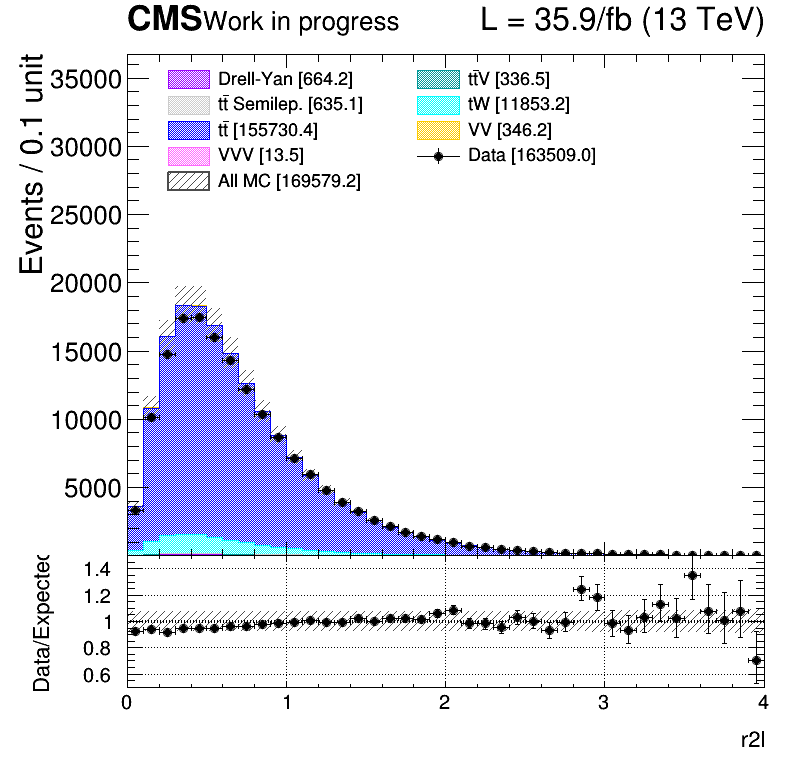 CMS Work in progress L = 35.9/fb (13 TeV)
Events / 0.1 unit
35000
30000
25000
20000
15000
10000
5000
Drell-Yan [664.2]
tt̄ Semilep. [635.1]
tt̄ [155730.4]
VVV [13.5]
All MC [169579.2]
tt̄V [336.5]
tW [11853.2]
VV [346.2]
Data [163509.0]
Data/Expected
1.4
1.2
1
0.8
0.6
0 1 2 3 4
r2l